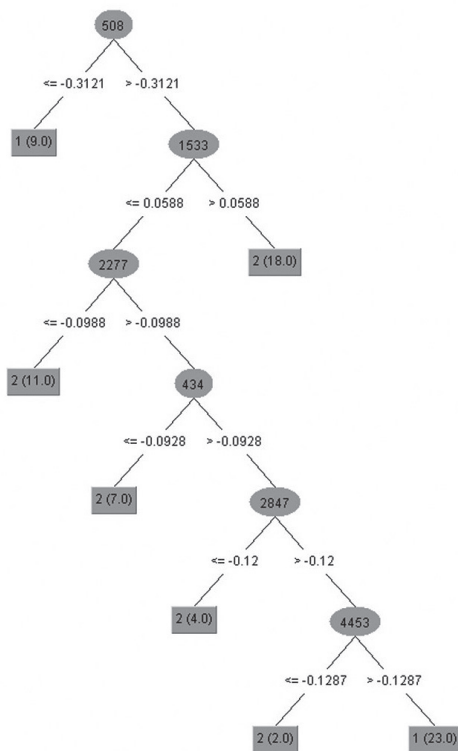 508
<= -0.3121 > -0.3121
1 (9.0) 1533
<= 0.0588 > 0.0588
2277 2 (18.0)
<= -0.0988 > -0.0988
2 (11.0) 434
<= -0.0928 > -0.0928
2 (7.0) 2847
<= -0.12 > -0.12
2 (4.0) 4453
<= -0.1287 > -0.1287
2 (2.0) 1 (23.0)